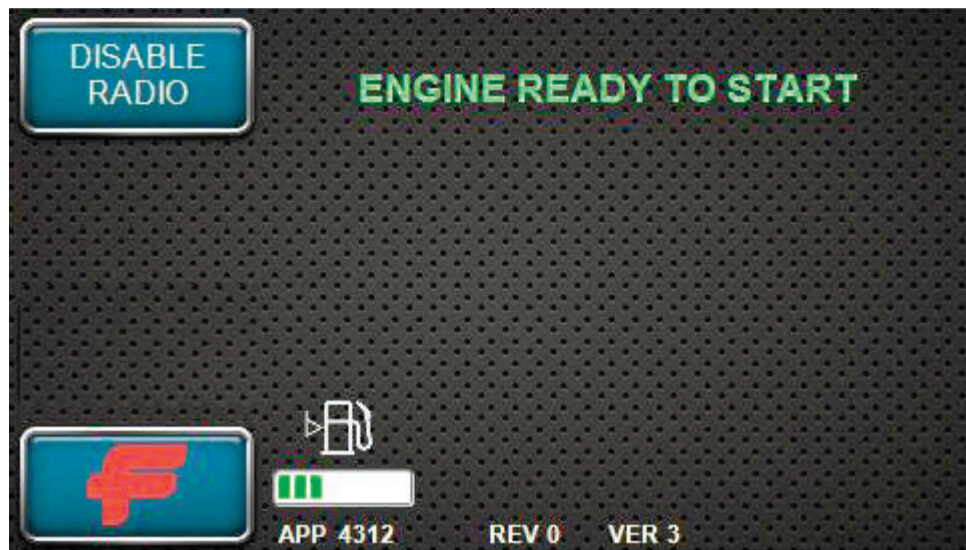 DISABLE
RADIO
ENGINE READY TO START
APP 4312 REV 0 VER 3